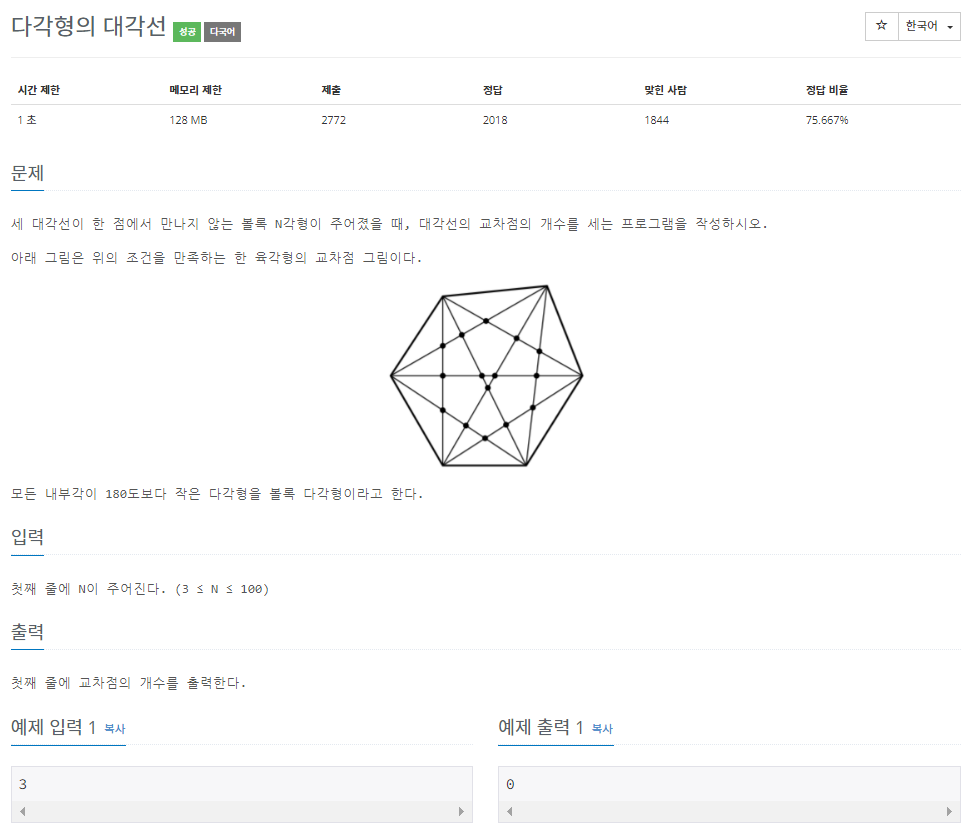 다각형의 대각선 성공 다국어
☆ 한국어
시간 제한 메모리 제한 제출 정답 맞힌 사람 정답 비율
1 초 128 MB 2772 2018 1844 75.667%
문제
세 대각선이 한 점에서 만나지 않는 볼록 N각형이 주어졌을 때, 대각선의 교차점의 개수를 세는 프로그램을 작성하시오.
아래 그림은 위의 조건을 만족하는 한 육각형의 교차점 그림이다.
모든 내부각이 180도보다 작은 다각형을 볼록 다각형이라고 한다.
입력
첫째 줄에 N이 주어진다. (3 ≤ N ≤ 100)
출력
첫째 줄에 교차점의 개수를 출력한다.
예제 입력 1 복사
3
예제 출력 1 복사
0